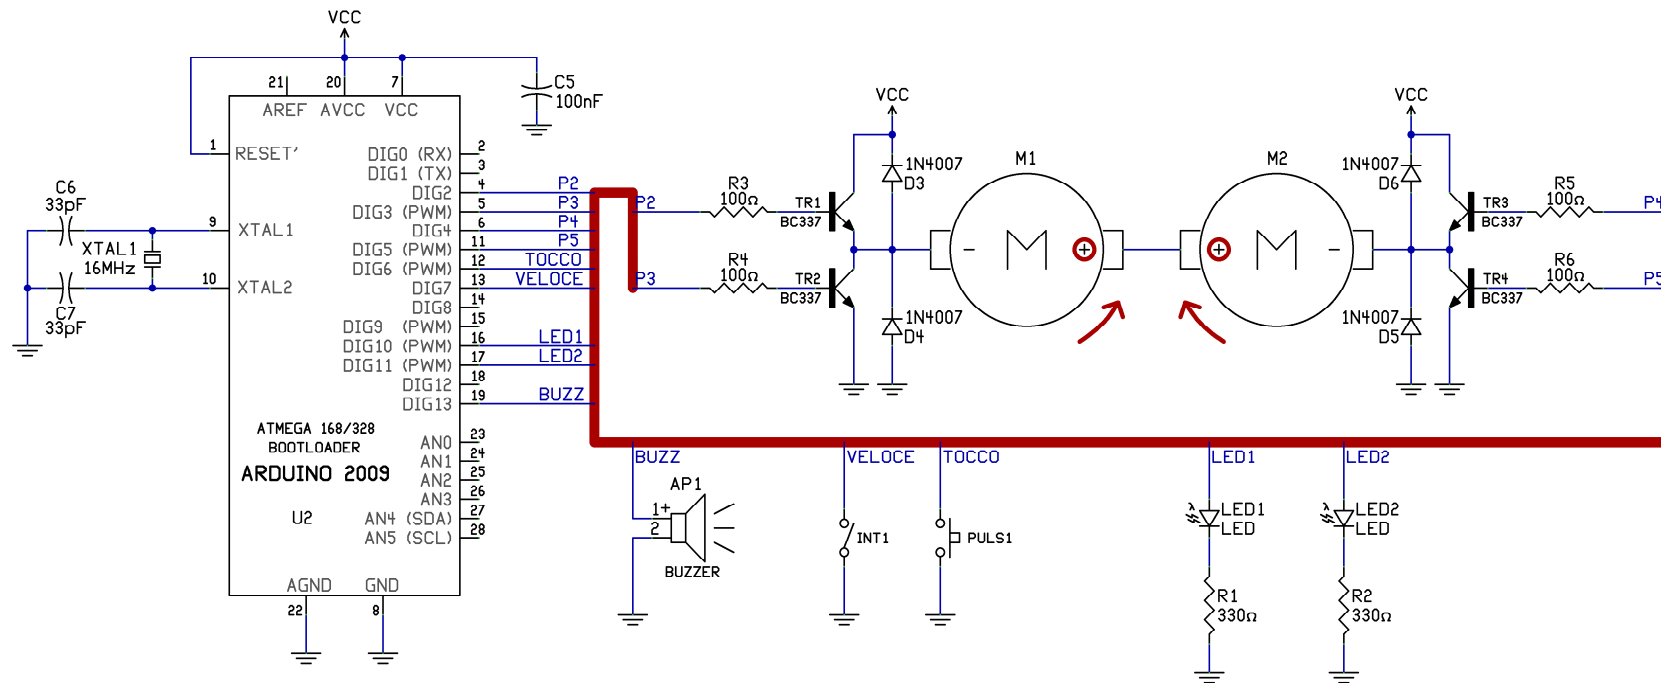 VCC
21
20
7
AREF
AVCC
VCC
C5
100nF
1
RESET'
DIG0 (RX)
2
DIG1 (TX)
3
DIG2
4
P2
DIG3 (PWM)
5
P3
DIG4
6
P4
DIG5 (PWM)
11
P5
DIG6 (PWM)
12
TOCCO
DIG7
13
VELOCE
DIG8
14
DIG9 (PWM)
15
DIG10 (PWM)
16
LED1
DIG11 (PWM)
17
LED2
DIG12
18
DIG13
19
BUZZ
C6
33pF
9
XTAL1
XTAL1
16MHz
10
XTAL2
C7
33pF
ATMEGA 168/328
BOOTLOADER
ARDUINO 2009
U2
AN0
23
AN1
24
AN2
25
AN3
26
AN4 (SDA)
27
AN5 (SCL)
28
AGND
GND
22
8
P2
R3
100Ω
TR1
BC337
P3
R4
100Ω
TR2
BC337
VCC
1N4007
D3
1N4007
D4
M1
- M +
M2
+ M -
VCC
1N4007
D6
1N4007
D5
TR3
BC337
R5
100Ω
P4
TR4
BC337
R6
100Ω
P5
BUZZ
AP1
1+
2
BUZZER
VELOCE
INT1
TOCCO
PULS1
LED1
LED1
LED
R1
330Ω
LED2
LED2
LED
R2
330Ω